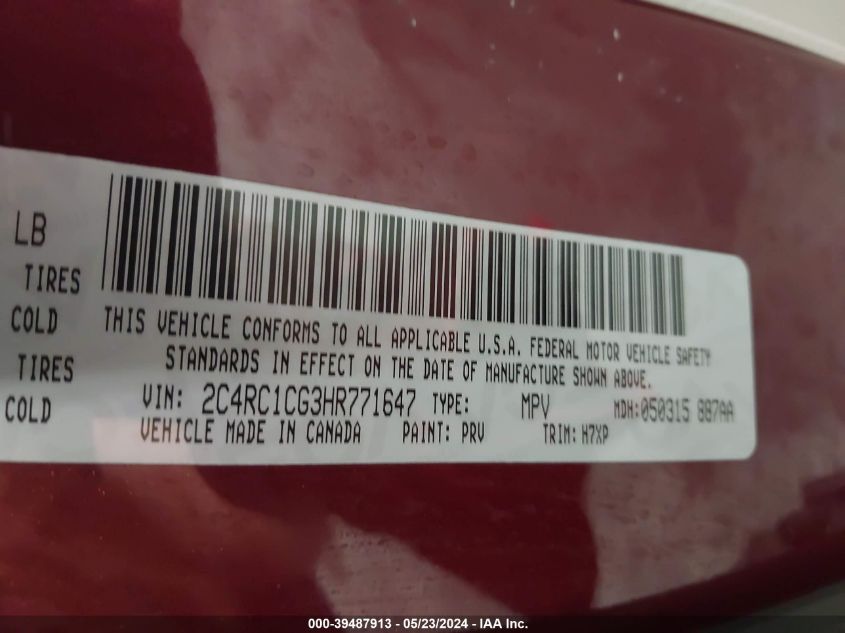 LB
TIRES
COLD
TIRES
COLD
THIS VEHICLE CONFORMS TO ALL APPLICABLE U.S.A. FEDERAL MOTOR VEHICLE SAFETY
STANDARDS IN EFFECT ON THE DATE OF MANUFACTURE SHOWN ABOVE.
VIN: 2C4RC1CG3HR771647 TYPE: MPV MDH:050315 887AA
VEHICLE MADE IN CANADA PAINT: PRV TRIM: H7XP
000-39487913 - 05/23/2024 - IAA Inc.